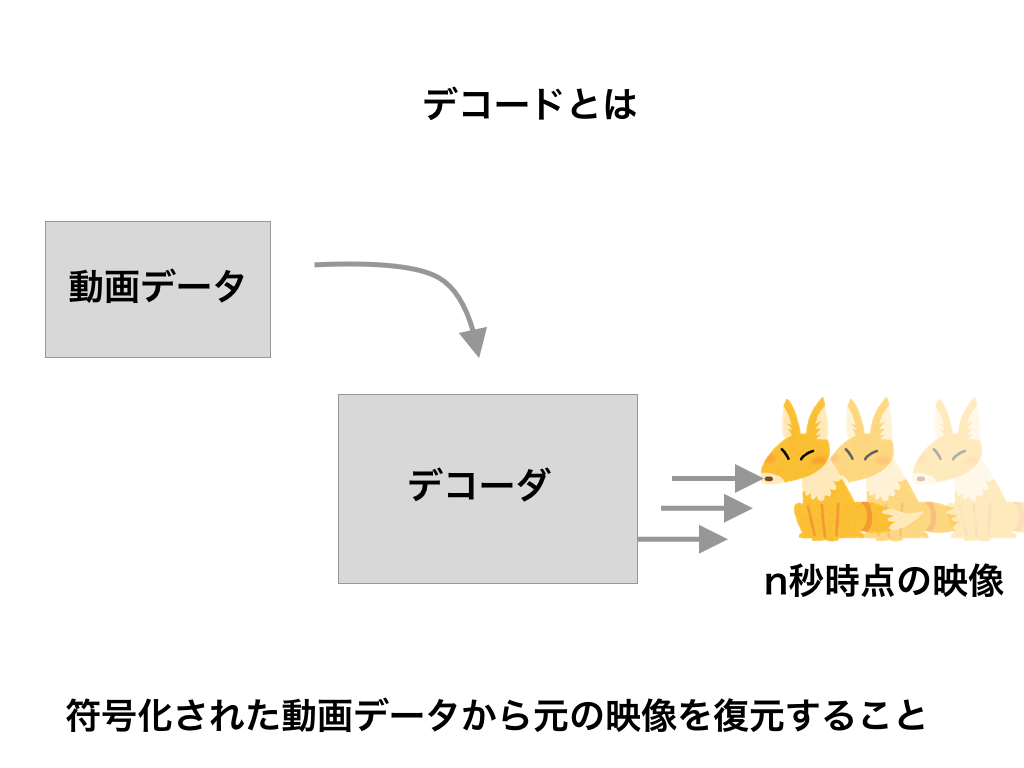 デコードとは
動画データ
デコーダ
n秒時点の映像
符号化された動画データから元の映像を復元すること